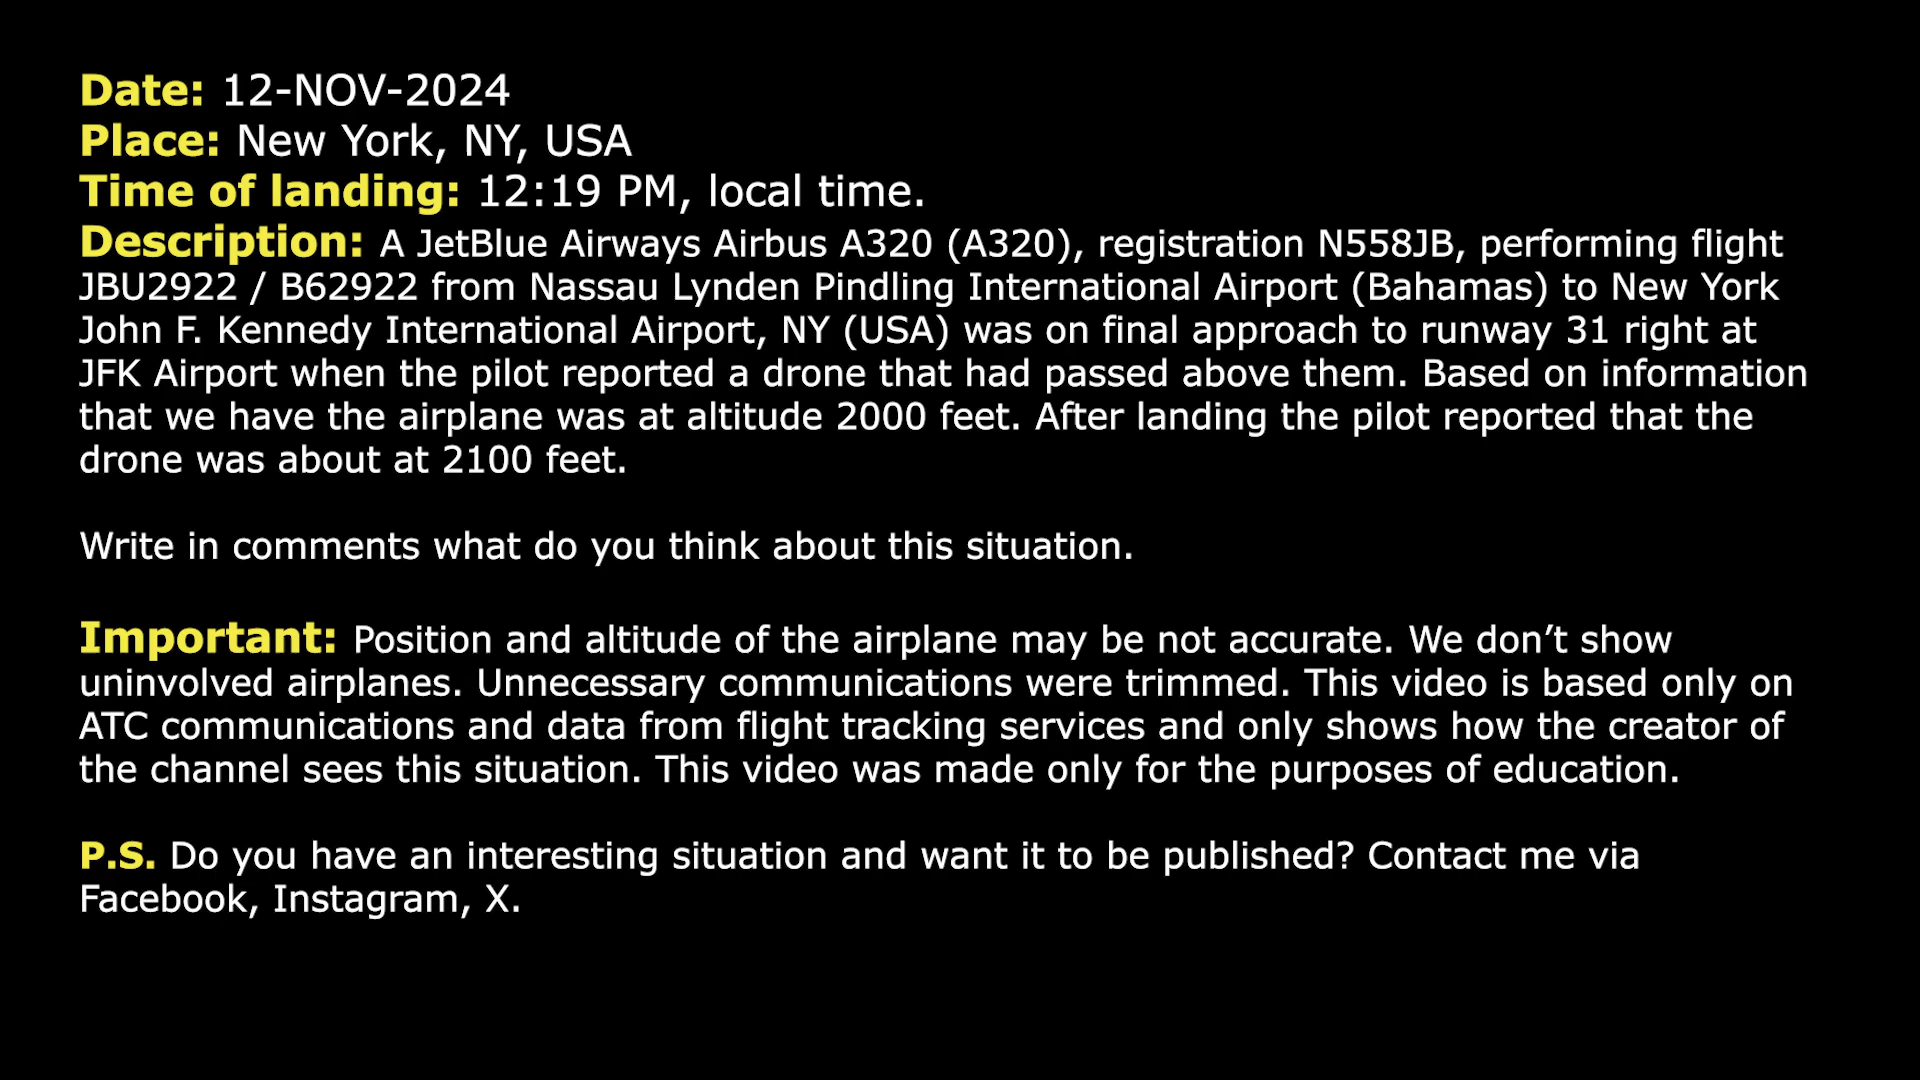 Date: 12-NOV-2024
Place: New York, NY, USA
Time of landing: 12:19 PM, local time.
Description: A JetBlue Airways Airbus A320 (A320), registration N558JB, performing flight
JBU2922 / B62922 from Nassau Lynden Pindling International Airport (Bahamas) to New York
John F. Kennedy International Airport, NY (USA) was on final approach to runway 31 right at
JFK Airport when the pilot reported a drone that had passed above them. Based on information
that we have the airplane was at altitude 2000 feet. After landing the pilot reported that the
drone was about at 2100 feet.
Write in comments what do you think about this situation.
Important: Position and altitude of the airplane may be not accurate. We don’t show
uninvolved airplanes. Unnecessary communications were trimmed. This video is based only on
ATC communications and data from flight tracking services and only shows how the creator of
the channel sees this situation. This video was made only for the purposes of education.
P.S. Do you have an interesting situation and want it to be published? Contact me via
Facebook, Instagram, X.